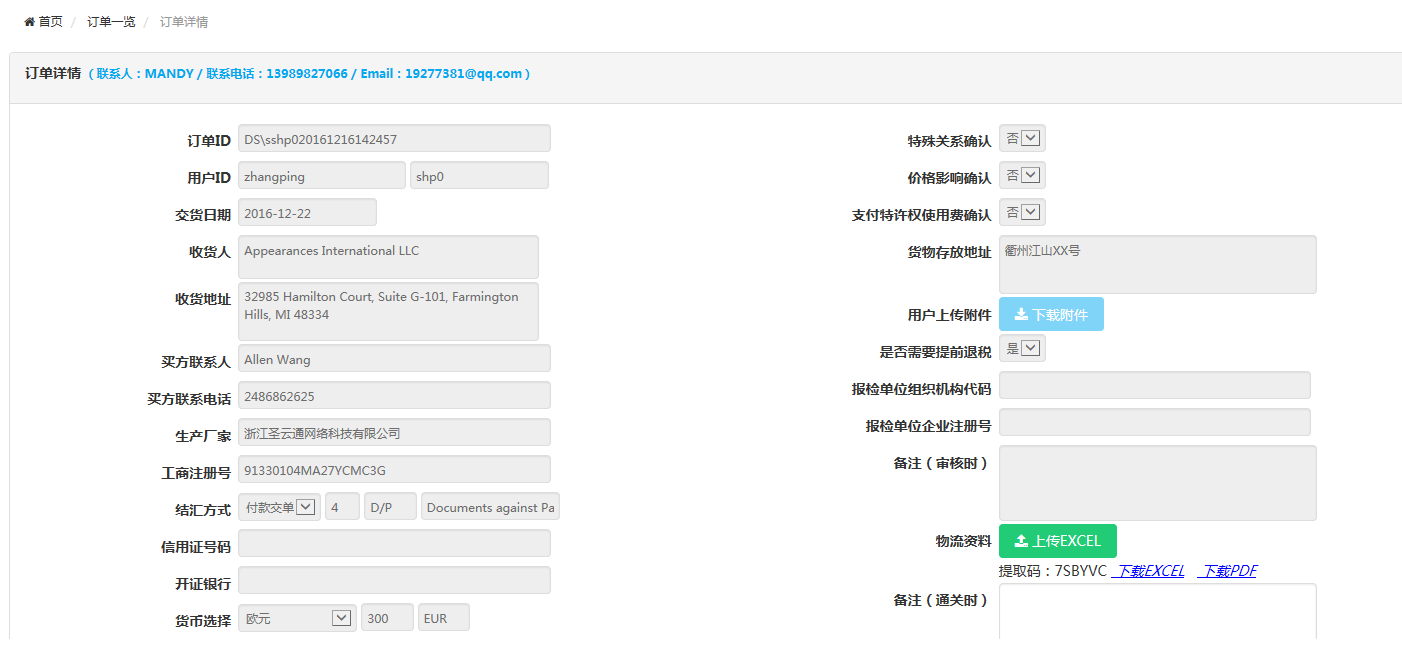 首页 / 订单一览 / 订单详情
订单详情 ( 联系人：MANDY / 联系电话：13989827066 / Email：19277381@qq.com )
订单ID DS\sshp020161216142457
用户ID zhangping shp0
交货日期 2016-12-22
收货人 Appearances International LLC
收货地址 32985 Hamilton Court, Suite G-101, Farmington
Hills, MI 48334
买方联系人 Allen Wang
买方联系电话 2486862625
生产厂家 浙江圣云通网络科技有限公司
工商注册号 91330104MA27YCMC3G
结汇方式 付款交单 4 D/P Documents against Pa
信用证号码
开证银行
货币选择 欧元 300 EUR
特殊关系确认 否
价格影响确认 否
支付特许权使用费确认 否
货物存放地址 衢州江山XX号
用户上传附件 下载附件
是否需要提前退税 是
报检单位组织机构代码
报检单位企业注册号
备注（审核时）
物流资料 上传EXCEL
提取码：7SBYVC 下载EXCEL 下载PDF
备注（通关时）